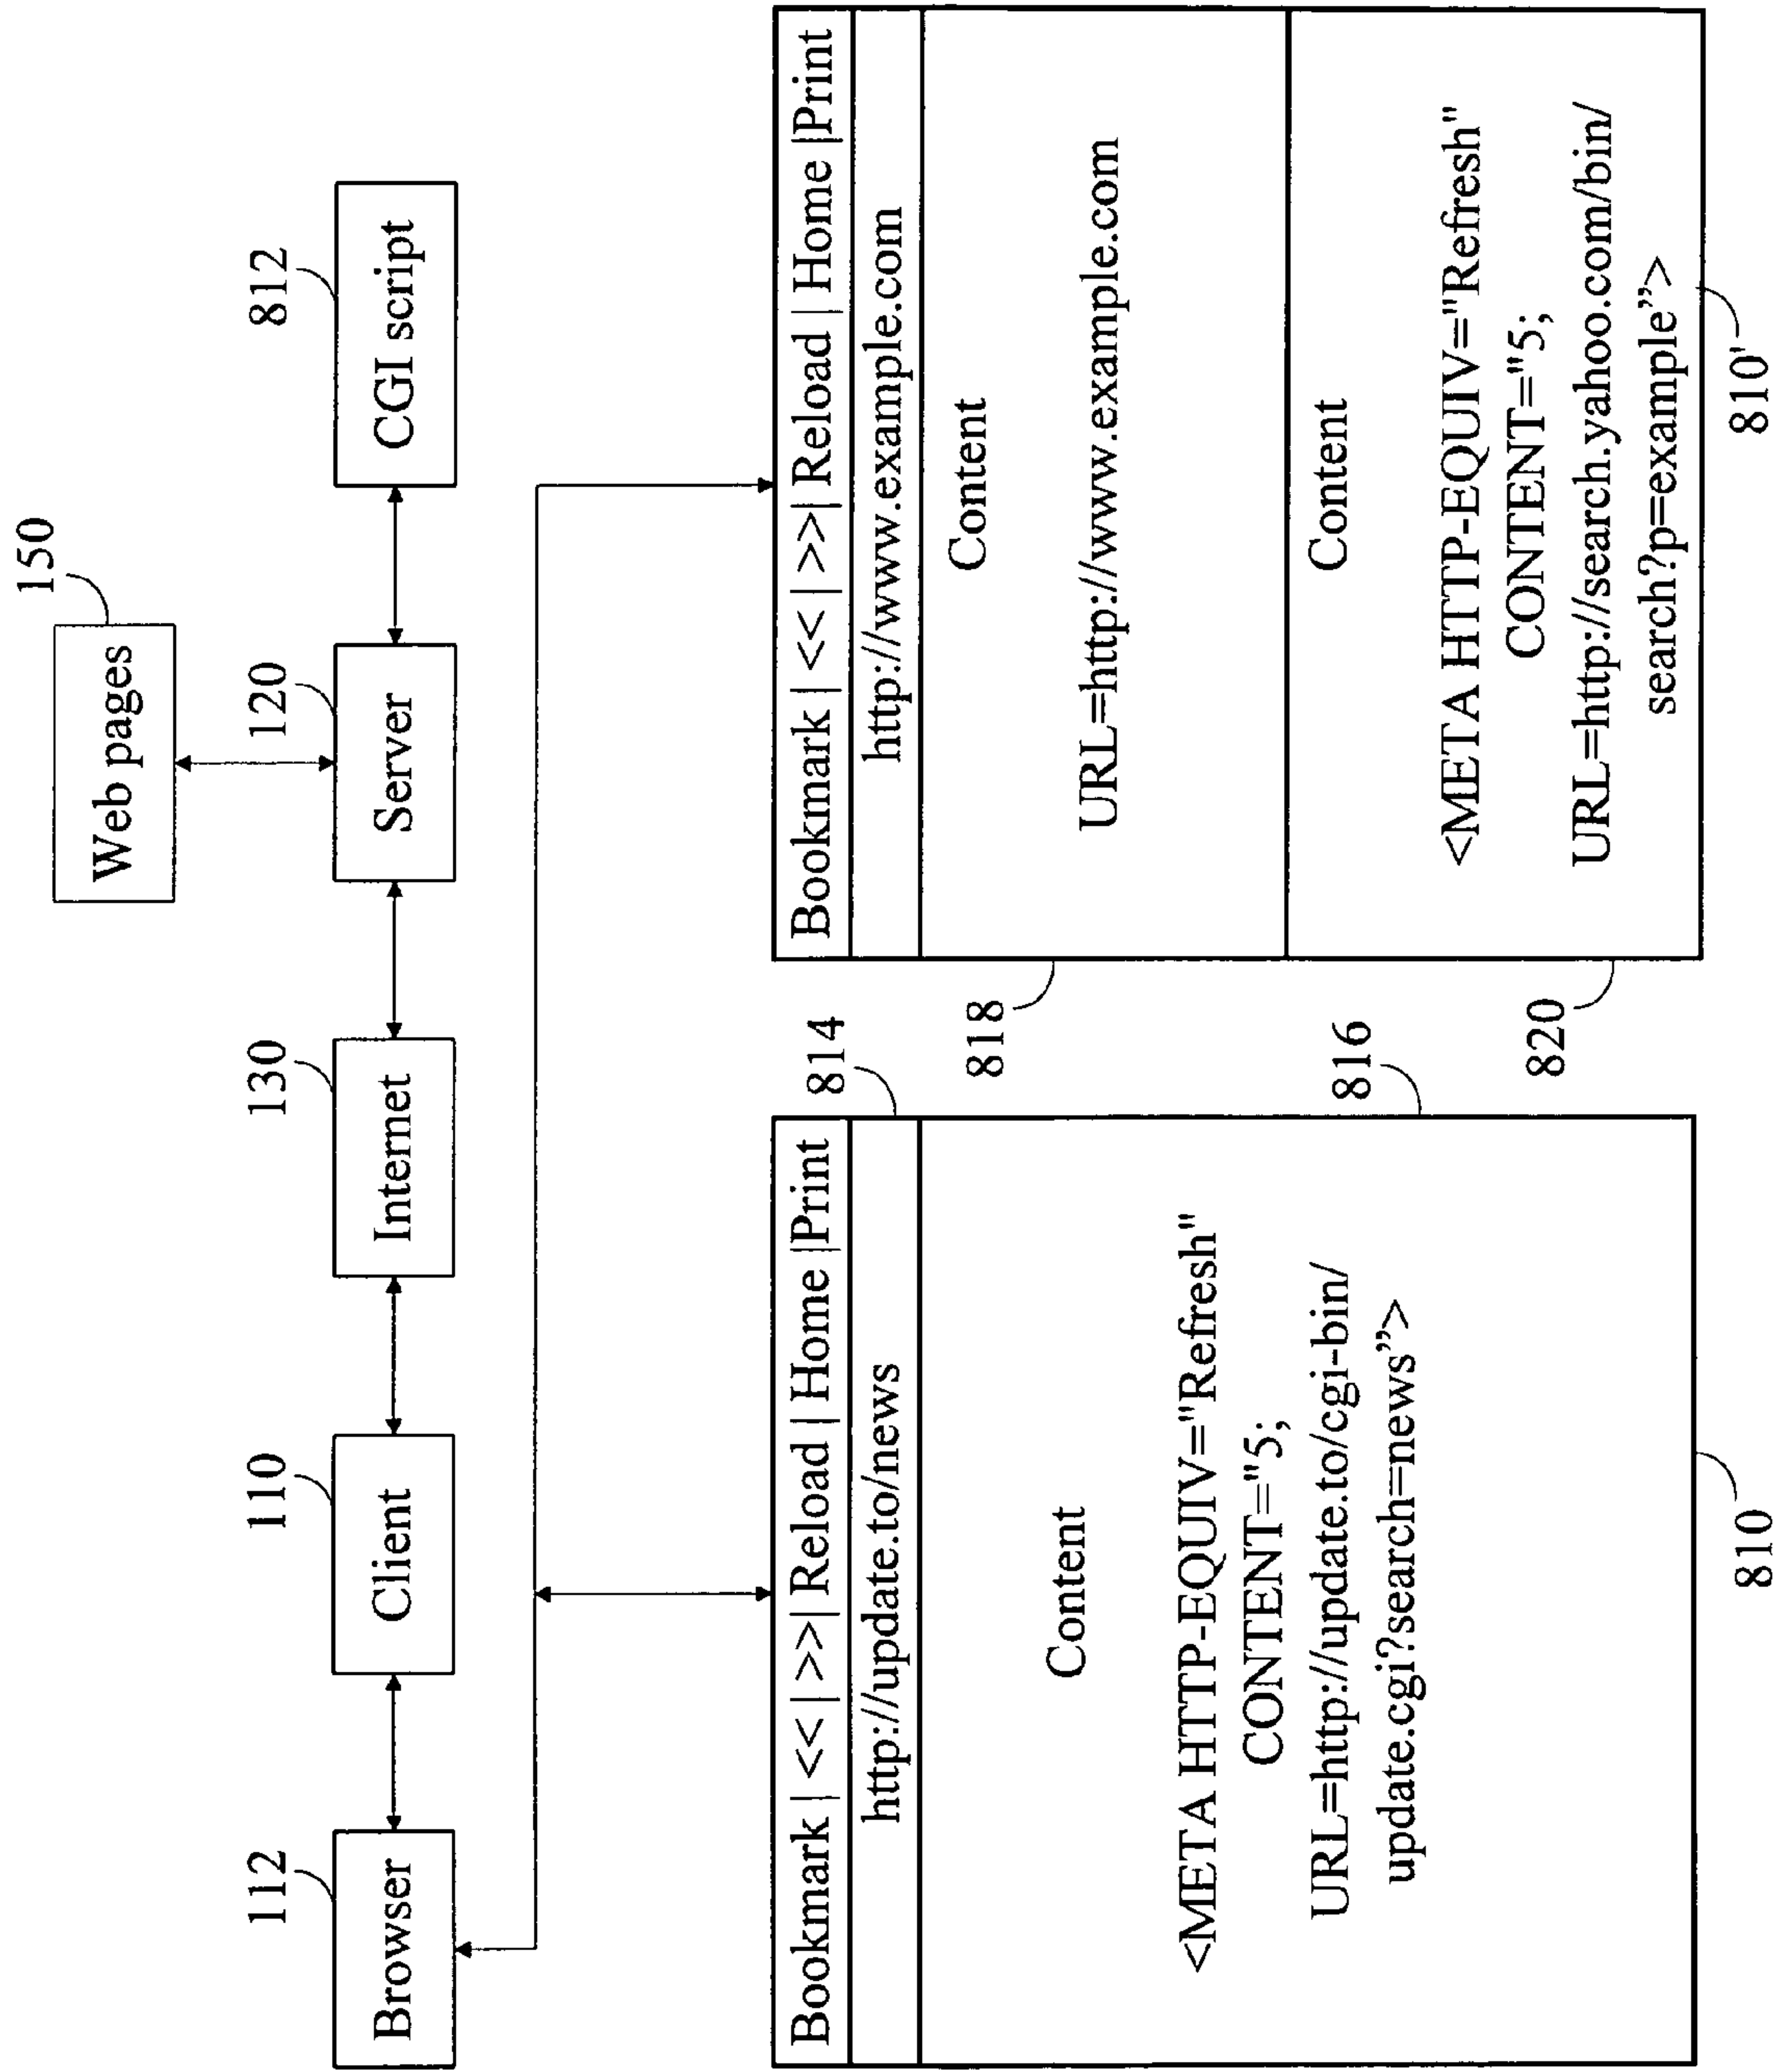 150
Web pages
112
110
130
120
812
Browser
Client
Internet
Server
CGI script
Bookmark | << | >>| Reload | Home |Print
http://update.to/news
814
Content
<META HTTP-EQUIV="Refresh"
CONTENT="5;
URL=http://update.to/cgi-bin/
update.cgi?search=news”>
816
810
Bookmark | << | >>| Reload | Home |Print
http://www.example.com
818
Content
URL=http://www.example.com
820
Content
<META HTTP-EQUIV="Refresh"
CONTENT="5;
URL=http://search.yahoo.com/bin/
search?p=example”>
810'